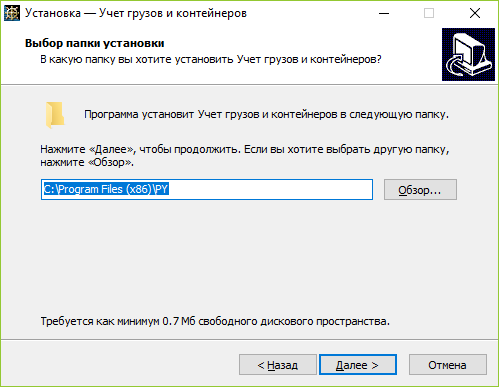 Установка — Учет грузов и контейнеров
Выбор папки установки
В какую папку вы хотите установить Учет грузов и контейнеров?
Программа установит Учет грузов и контейнеров в следующую папку.
Нажмите «Далее», чтобы продолжить. Если вы хотите выбрать другую папку,
нажмите «Обзор».
C:\Program Files (x86)\PY
Обзор...
Требуется как минимум 0.7 Мб свободного дискового пространства.
< Назад
Далее >
Отмена